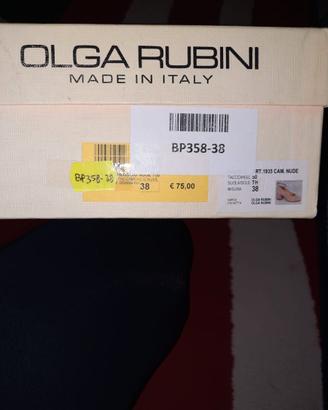 OLGA RUBINI
MADE IN ITALY
BP358-38
BP358-38
38
€ 75,00
RT.1935 CAM. NUDE
38
OLGA RUBINI
OLGA RUBINI